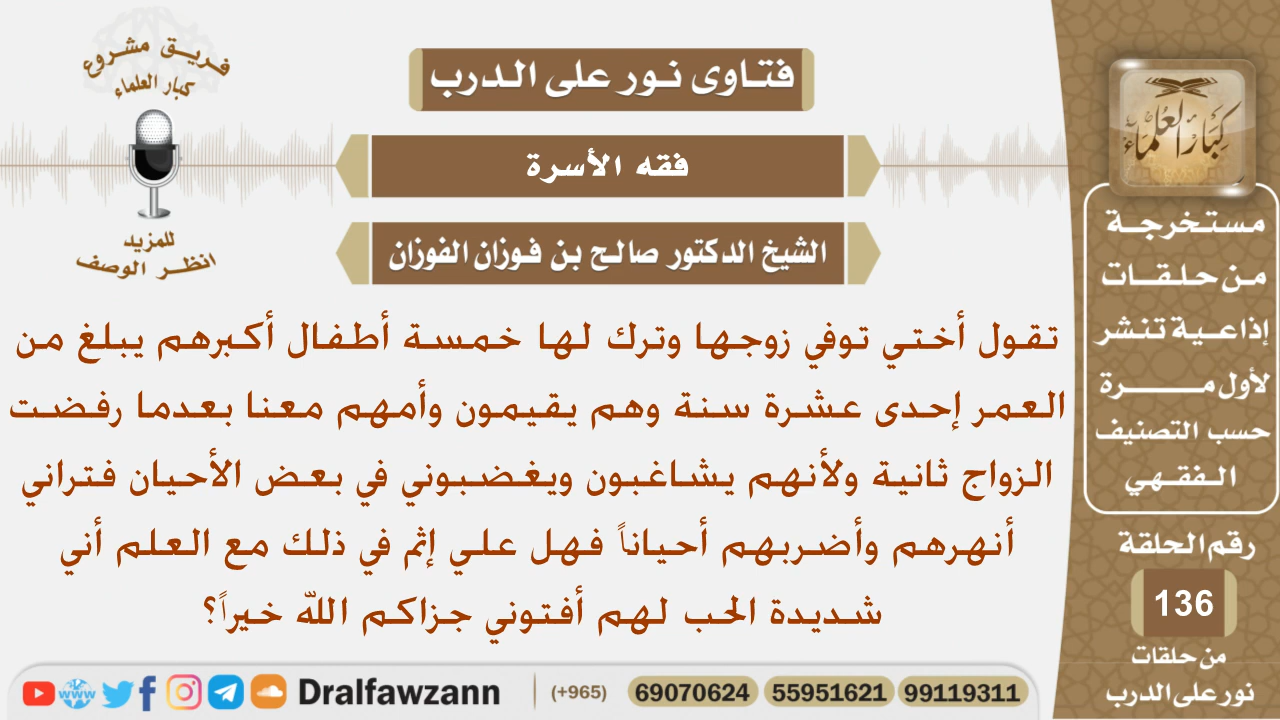 فريق مشروع
كبار العلماء
للمزيد
انظر الوصف
فتاوى نور على الدرب
فقه الأسرة
الشيخ الدكتور صالح بن فوزان الفوزان
تقول أختي توفي زوجها وترك لها خمسة أطفال أكبرهم يبلغ من
العمر إحدى عشرة سنة وهم يقيمون وأمهم معنا بعدما رفضت
الزواج ثانية ولأنهم يشاغبون ويغضبوني في بعض الأحيان فتراني
أنهرهم وأضربهم أحياناً فهل علي إثم في ذلك مع العلم أني
شديدة الحب لهم أفتوني جزاكم الله خيراً؟
كبار العلماء
مستخرجة
من حلقات
إذاعية تنشر
لأول مرة
حسب التصنيف
الفقهي
رقم الحلقة
136
من حلقات
نور على الدرب
www Dralfawzann (+965) 69070624 55951621 99119311